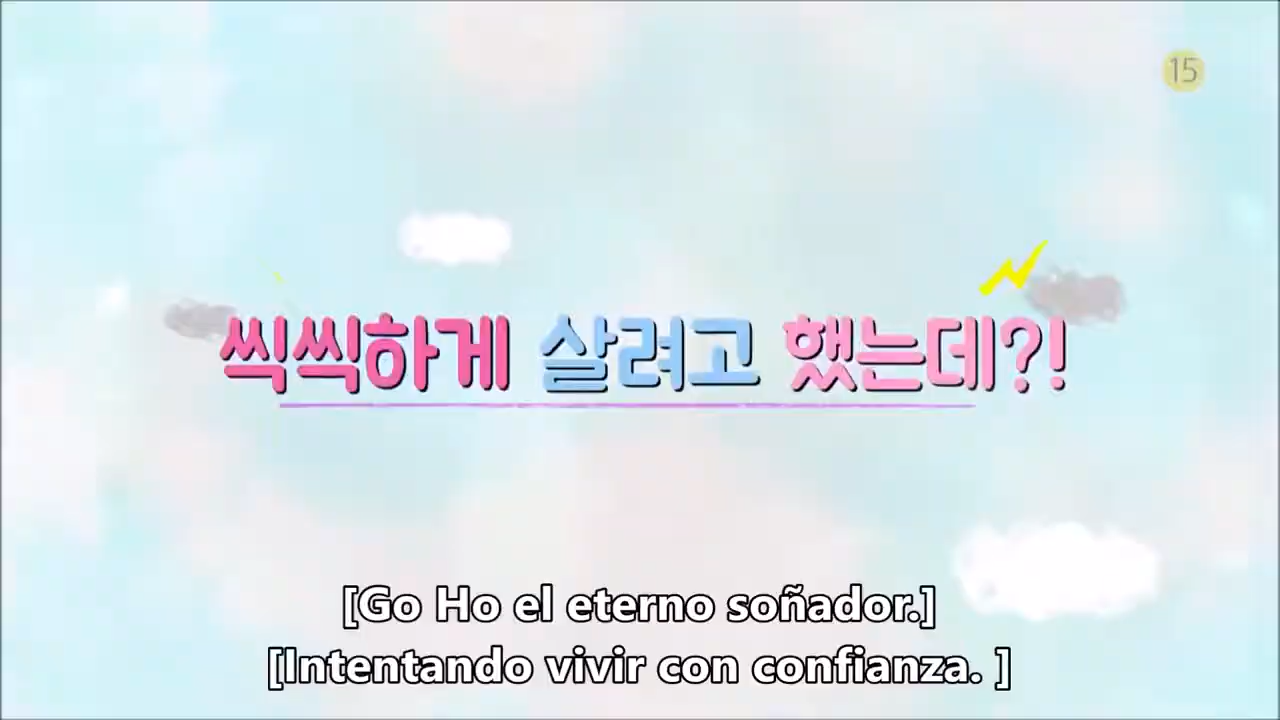 15
씩씩하게 살려고 했는데?!
[Go Ho el eterno soñador.]
[Intentando vivir con confianza. ]